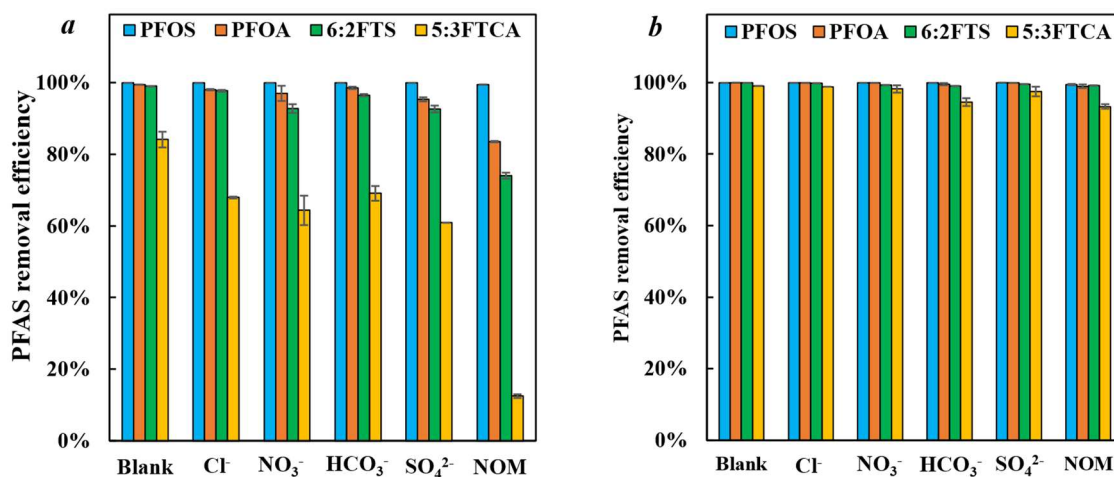 a
PFOS PFOA 6:2FTS 5:3FTCA
PFAS removal efficiency
100%
80%
60%
40%
20%
0%
Blank Cl⁻ NO₃⁻ HCO₃⁻ SO₄²⁻ NOM
b
PFOS PFOA 6:2FTS 5:3FTCA
PFAS removal efficiency
100%
80%
60%
40%
20%
0%
Blank Cl⁻ NO₃⁻ HCO₃⁻ SO₄²⁻ NOM